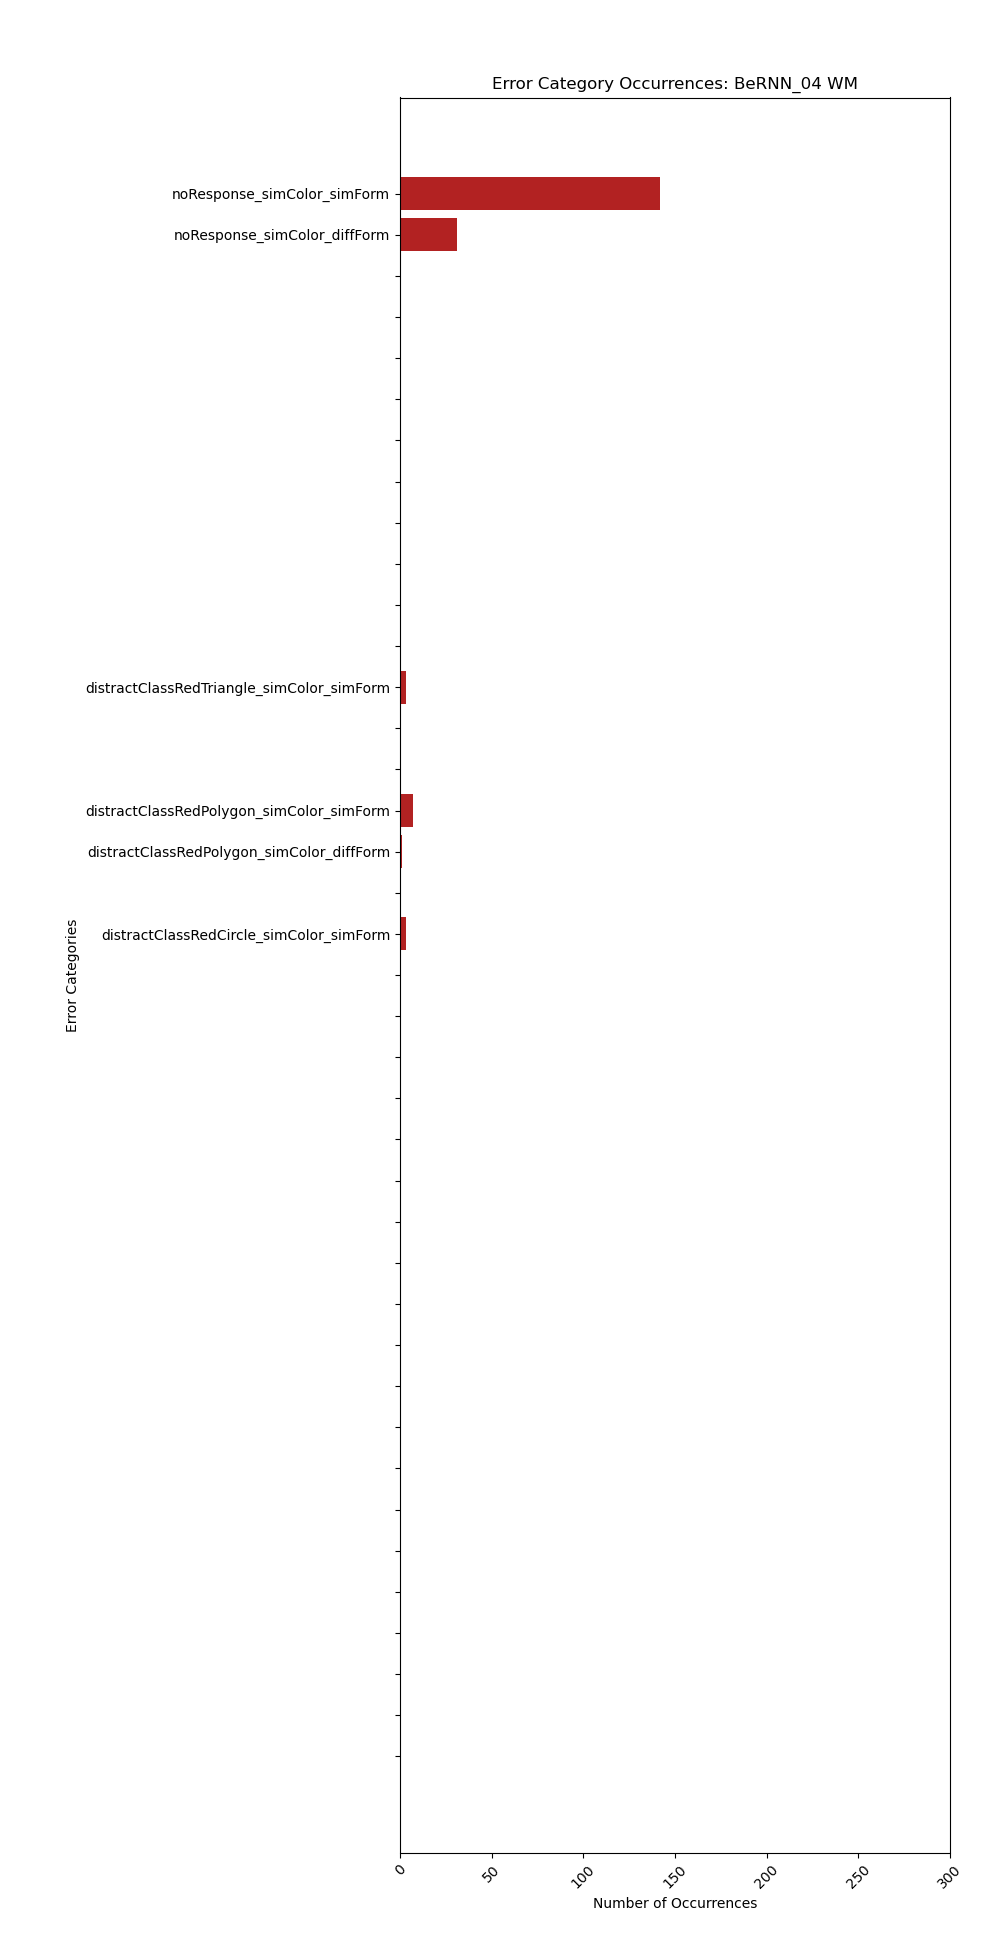 Error Category Occurrences: BeRNN_04 WM
noResponse_simColor_simForm
noResponse_simColor_diffForm
distractClassRedTriangle_simColor_simForm
distractClassRedPolygon_simColor_simForm
distractClassRedPolygon_simColor_diffForm
distractClassRedCircle_simColor_simForm
Error Categories
0
50
100
150
200
250
300
Number of Occurrences